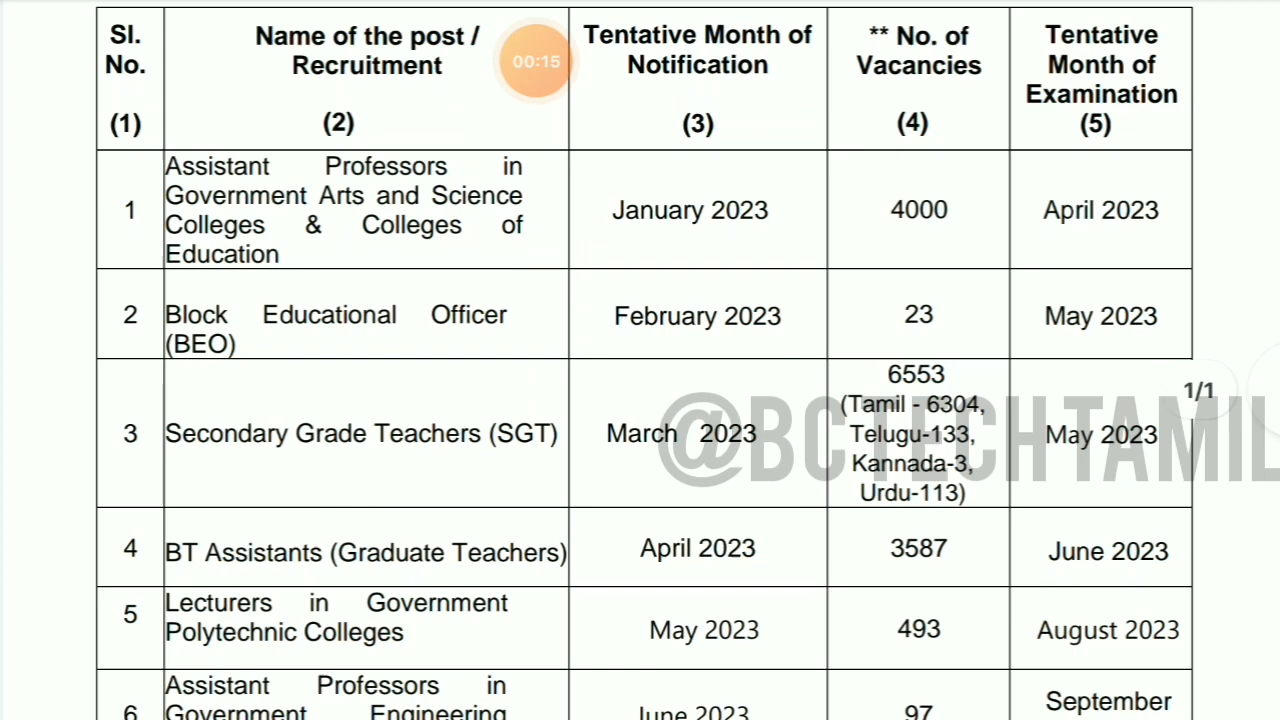 Sl. No.
Name of the post / Recruitment
Tentative Month of Notification
** No. of Vacancies
Tentative Month of Examination
(1)
(2)
(3)
(4)
(5)
00:15
1
Assistant Professors in
Government Arts and Science
Colleges & Colleges of
Education
January 2023
4000
April 2023
2
Block Educational Officer
(BEO)
February 2023
23
May 2023
3
Secondary Grade Teachers (SGT)
March 2023
6553
(Tamil - 6304,
Telugu-133,
Kannada-3,
Urdu-113)
May 2023
1/1
@BCTECHTAMIL
4
BT Assistants (Graduate Teachers)
April 2023
3587
June 2023
5
Lecturers in Government
Polytechnic Colleges
May 2023
493
August 2023
6
Assistant Professors in
Government Engineering
June 2023
97
September